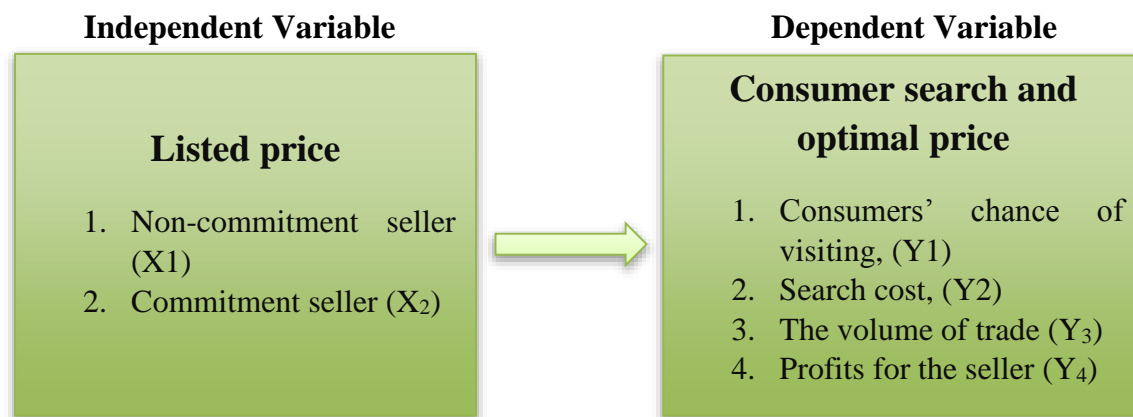 Independent Variable
Listed price
1. Non-commitment seller
(X1)
2. Commitment seller (X₂)
Dependent Variable
Consumer search and
optimal price
1. Consumers’ chance of
visiting, (Y1)
2. Search cost, (Y2)
3. The volume of trade (Y₃)
4. Profits for the seller (Y₄)